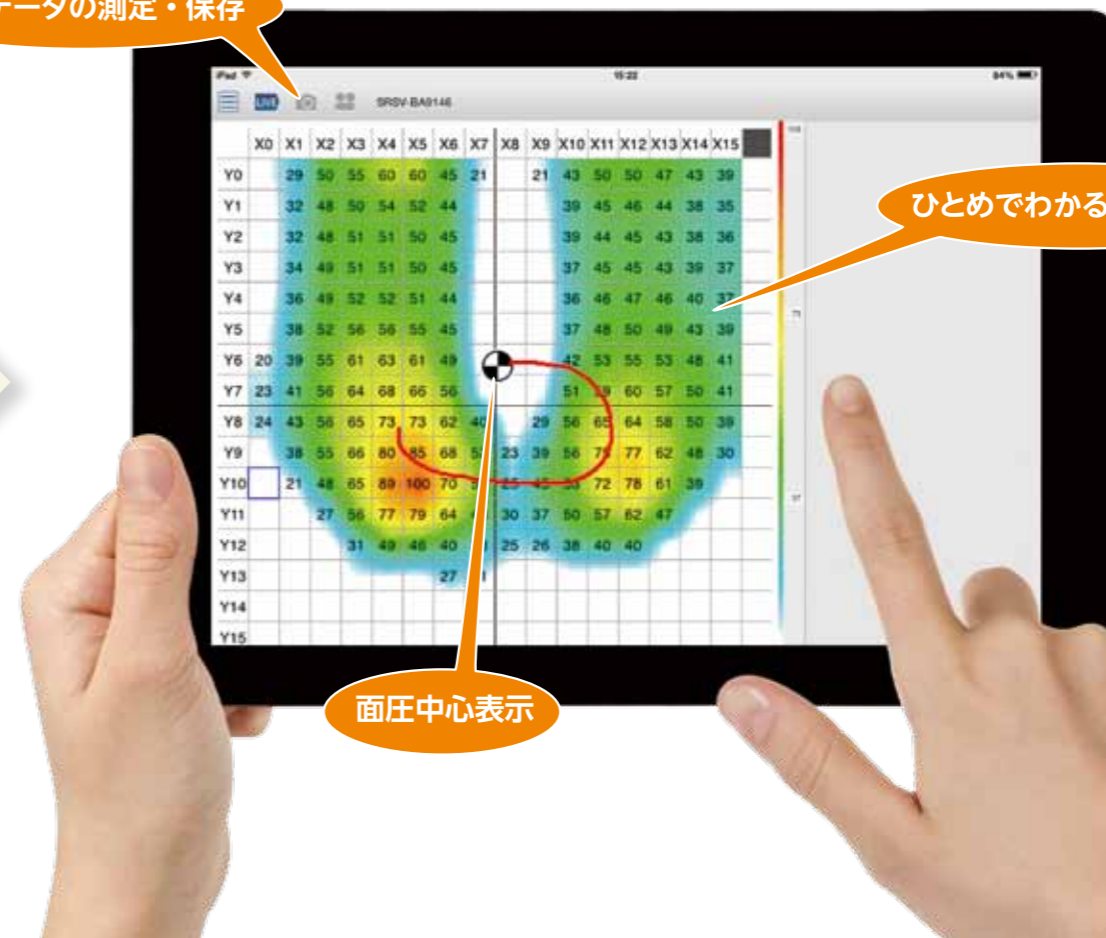 データの測定・保存
iPad 15:22 84%
LIVE SRSV-BA9146
X0 X1 X2 X3 X4 X5 X6 X7 X8 X9 X10 X11 X12 X13 X14 X15
Y0 29 50 55 60 60 45 21 21 43 50 50 47 43 39
Y1 32 48 50 54 52 44 39 45 46 44 38 35
ひとめでわかる
Y2 32 48 51 51 50 45 39 44 45 43 38 36
Y3 34 49 51 51 50 45 37 45 45 43 39 37
Y4 36 49 52 52 51 44 36 46 47 46 40 37
Y5 38 52 56 56 55 45 37 48 50 49 43 39
Y6 20 39 55 61 63 61 49 42 53 55 53 48 41
Y7 23 41 56 64 68 66 56 51 60 57 50 41
Y8 24 43 56 65 73 73 62 40 29 56 65 64 58 50 39
Y9 38 55 66 80 85 68 23 39 56 77 62 48 30
Y10 21 48 65 89 100 70 72 78 61 39
Y11 27 56 77 79 64 30 37 50 57 62 47
Y12 31 49 46 40 25 26 38 40 40
Y13 27
Y14
Y15
面圧中心表示